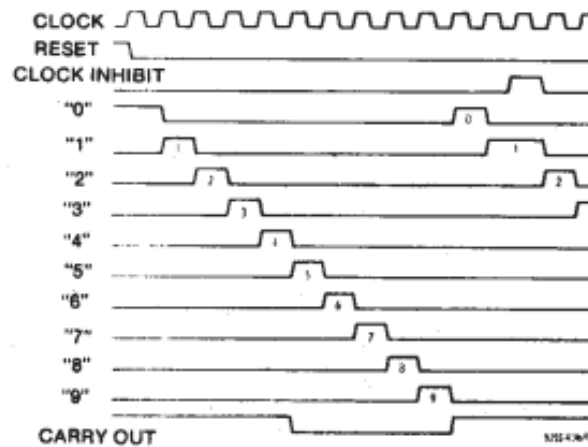 CLOCK
RESET
CLOCK INHIBIT
"0" 0
"1" 1 1
"2" 2 2
"3" 3
"4" 4
"5" 5
"6" 6
"7" 7
"8" 8
"9" 9
CARRY OUT